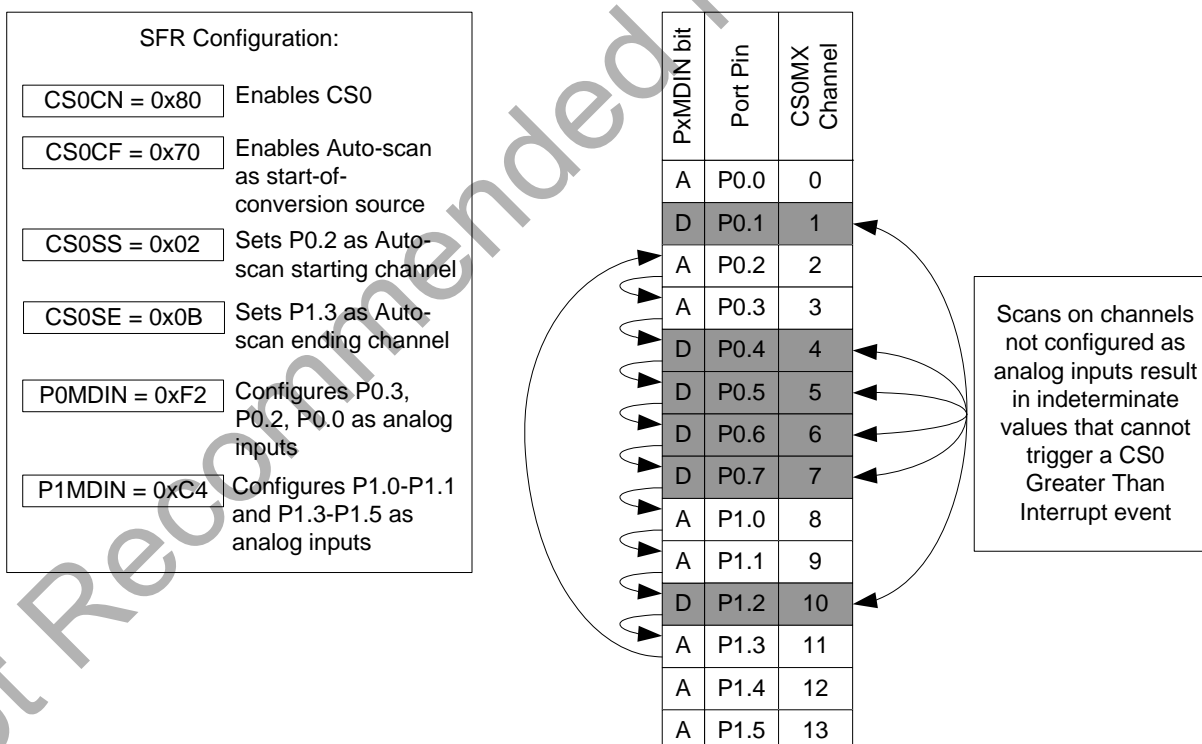 SFR Configuration:
CS0CN = 0x80
Enables CS0
CS0CF = 0x70
Enables Auto-scan
as start-of-
conversion source
CS0SS = 0x02
Sets P0.2 as Auto-
scan starting channel
CS0SE = 0x0B
Sets P1.3 as Auto-
scan ending channel
P0MDIN = 0xF2
Configures P0.3,
P0.2, P0.0 as analog
inputs
P1MDIN = 0xC4
Configures P1.0-P1.1
and P1.3-P1.5 as
analog inputs
PxMDIN bit
Port Pin
CS0MX
Channel
A P0.0 0
D P0.1 1
A P0.2 2
A P0.3 3
D P0.4 4
D P0.5 5
D P0.6 6
D P0.7 7
A P1.0 8
A P1.1 9
D P1.2 10
A P1.3 11
A P1.4 12
A P1.5 13
Scans on channels
not configured as
analog inputs result
in indeterminate
values that cannot
trigger a CS0
Greater Than
Interrupt event
Recommended